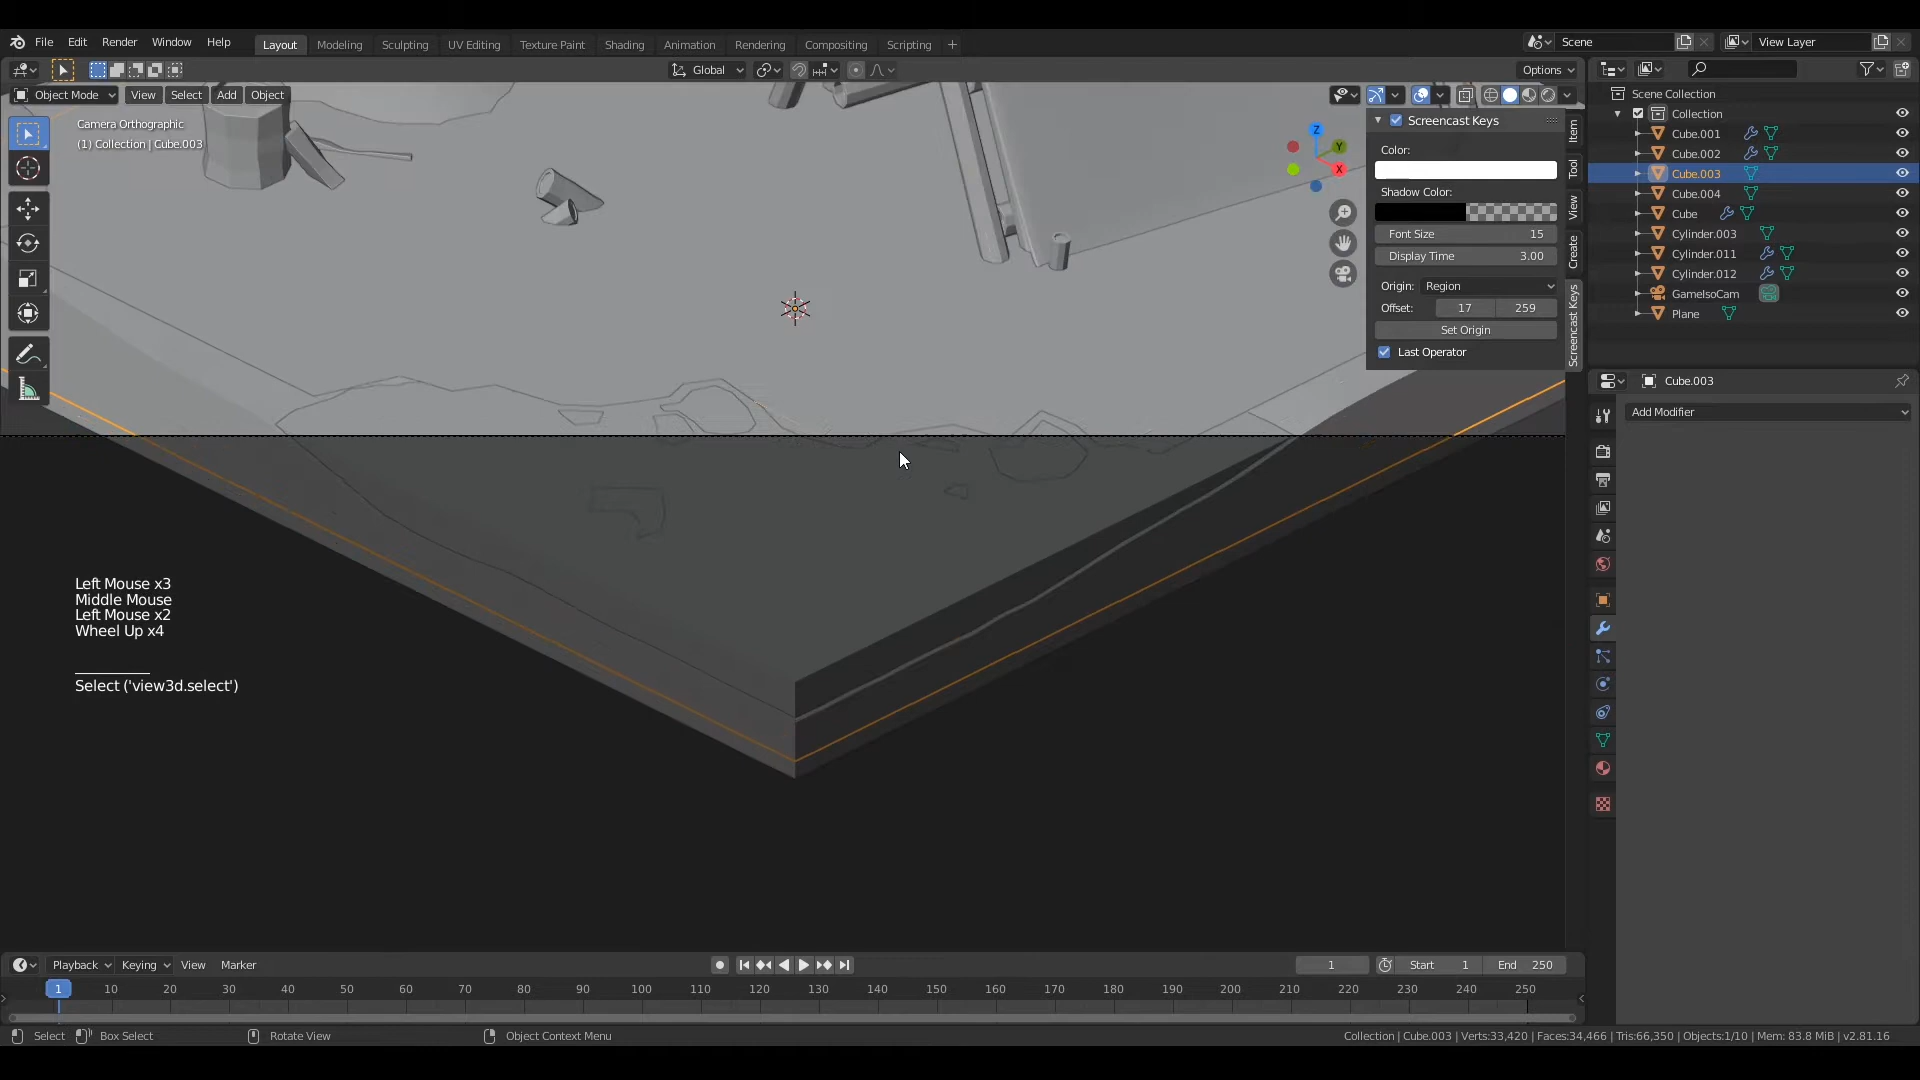 File Edit Render Window Help Layout Modeling Sculpting UV Editing Texture Paint Shading Animation Rendering Compositing Scripting + Scene View Layer
Global Options
Object Mode View Select Add Object
Camera Orthographic
(1) Collection | Cube.003
Screencast Keys
Color:
Shadow Color:
Font Size 15
Display Time 3.00
Origin: Region
Offset: 17 259
Set Origin
Last Operator
Item
Tool
View
Create
Screencast Keys
Z
Y
X
Scene Collection
Collection
Cube.001
Cube.002
Cube.003
Cube.004
Cube
Cylinder.003
Cylinder.011
Cylinder.012
GameIsoCam
Plane
Cube.003
Add Modifier
Left Mouse x3
Middle Mouse
Left Mouse x2
Wheel Up x4
Select ('view3d.select')
Playback Keying View Marker 1 Start 1 End 250
1 10 20 30 40 50 60 70 80 90 100 110 120 130 140 150 160 170 180 190 200 210 220 230 240 250
Select Box Select Rotate View Object Context Menu Collection | Cube.003 | Verts:33,420 | Faces:34,466 | Tris:66,350 | Objects:1/10 | Mem: 83.8 MiB | v2.81.16